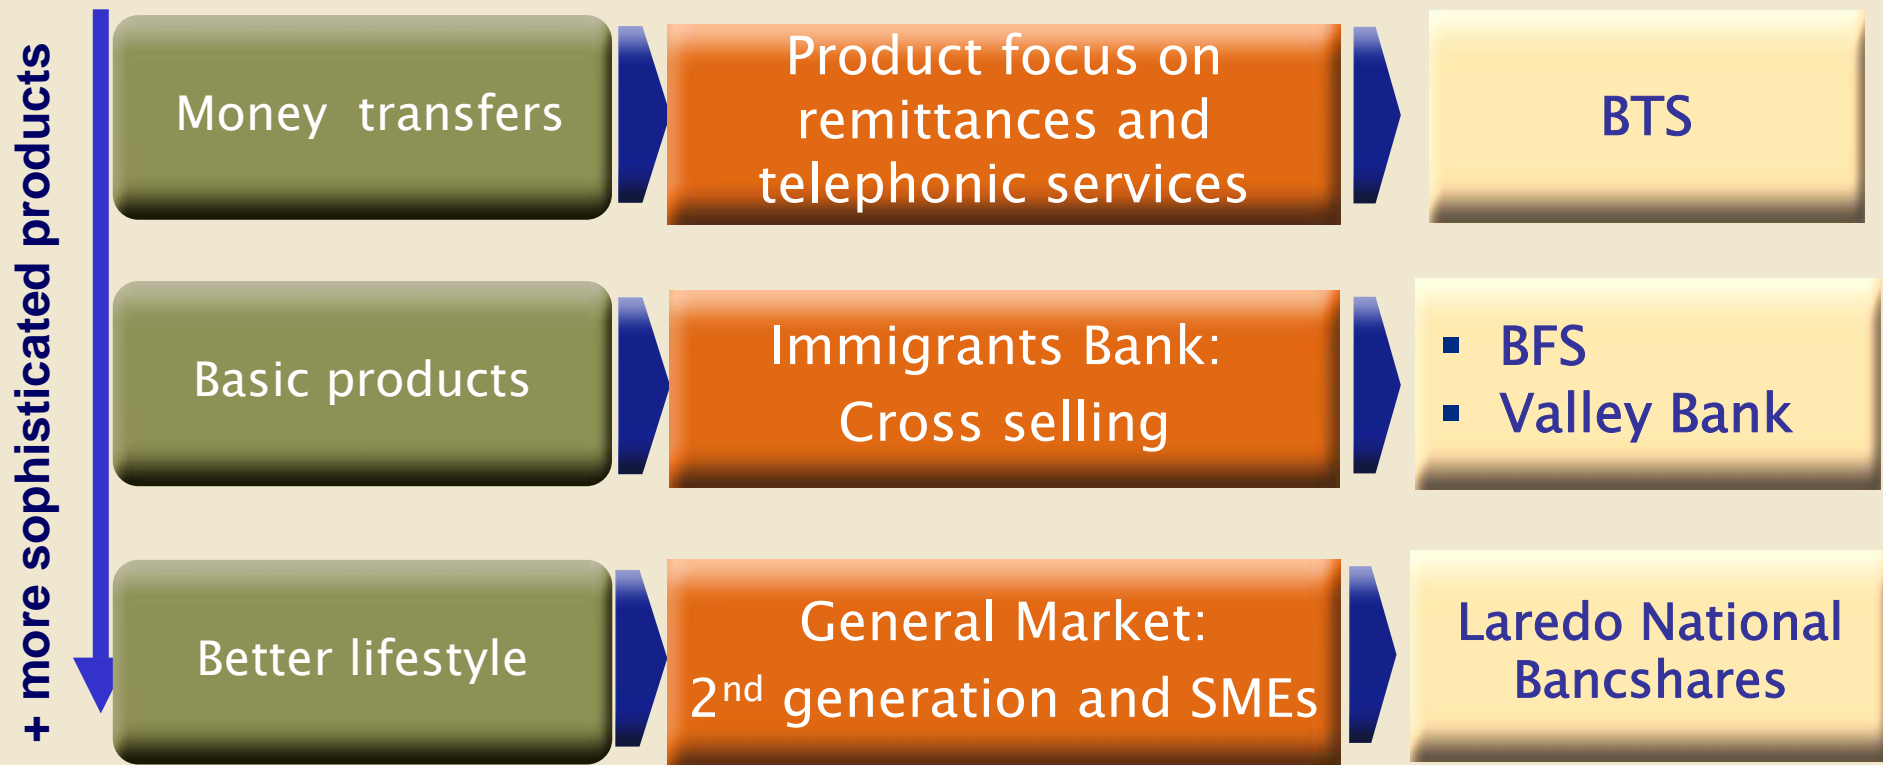 + more sophisticated products
Money transfers
Product focus on
remittances and
telephonic services
BTS
Basic products
Immigrants Bank:
Cross selling
▪ BFS
▪ Valley Bank
Better lifestyle
General Market:
2nd generation and SMEs
Laredo National
Bancshares